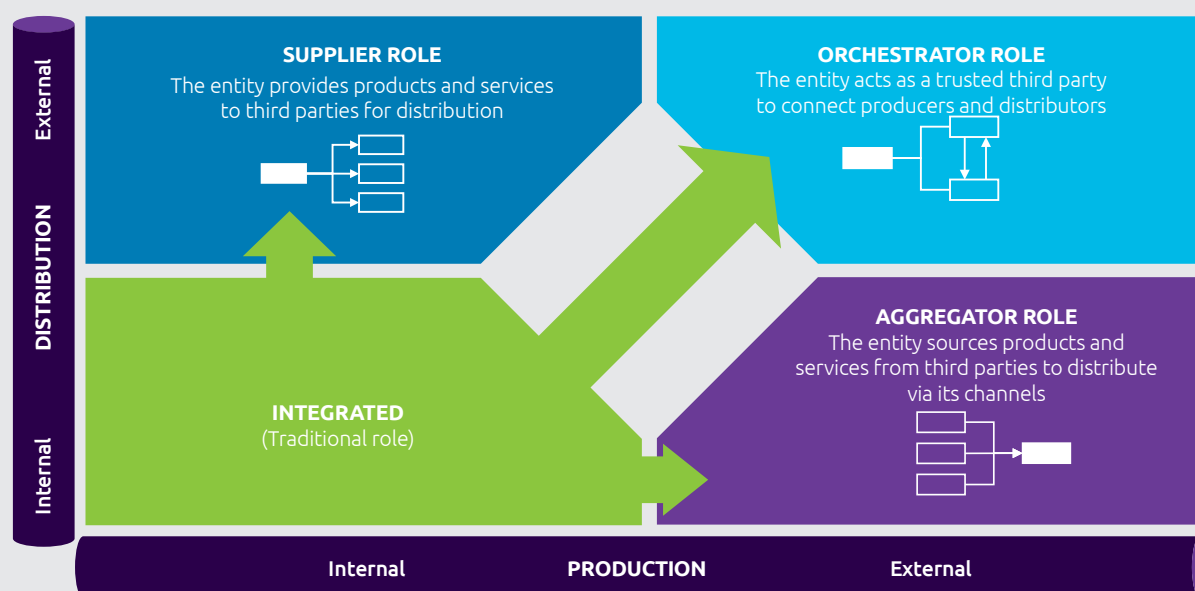 SUPPLIER ROLE
The entity provides products and services
to third parties for distribution
ORCHESTRATOR ROLE
The entity acts as a trusted third party
to connect producers and distributors
External
DISTRIBUTION
Internal
INTEGRATED
(Traditional role)
AGGREGATOR ROLE
The entity sources products and
services from third parties to distribute
via its channels
Internal
PRODUCTION
External